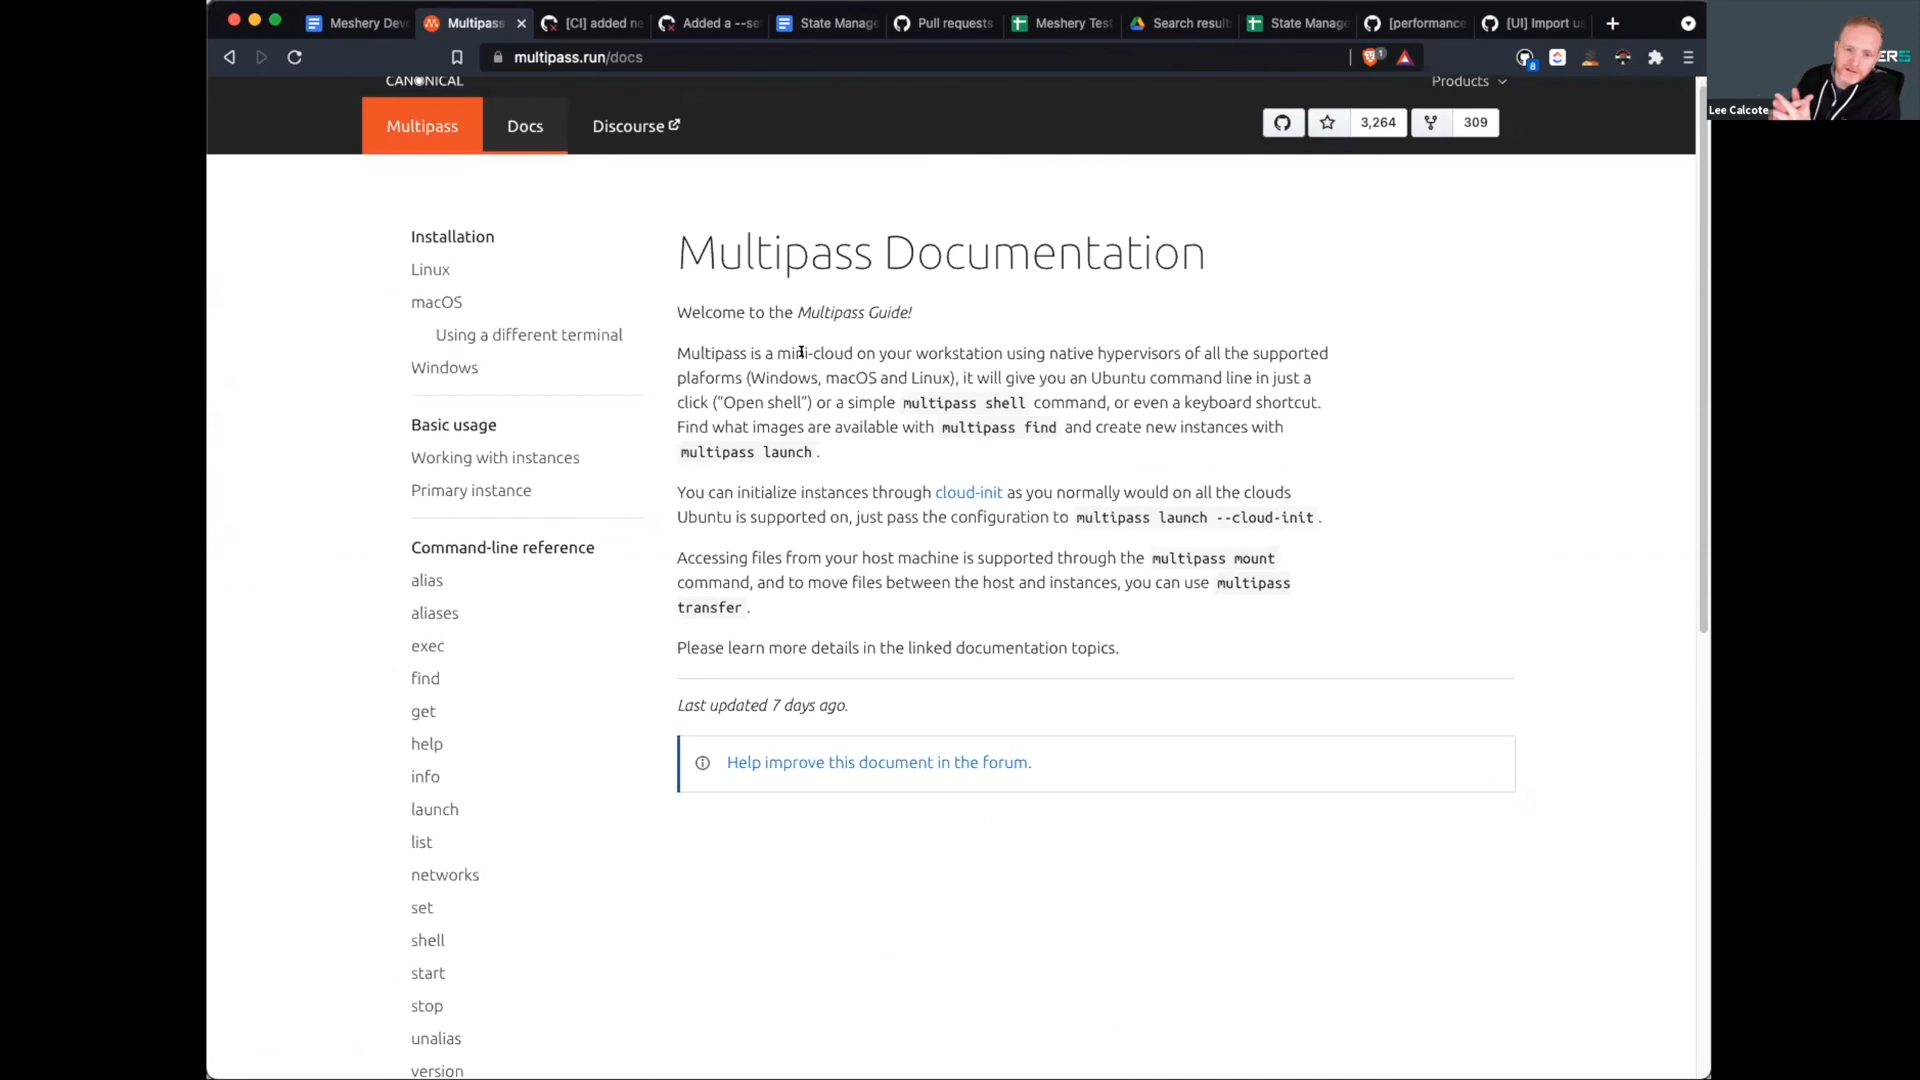 Meshery Dev
Multipass
[CI] added ne
Added a --se
State Manage
Pull requests
Meshery Test
Search result
State Manage
[performance
[UI] Import u
multipass.run/docs
1
8
ER5
Lee Calcote
CANONICAL
Products
Multipass
Docs
Discourse
3,264
309
Installation
Linux
macOS
Using a different terminal
Windows
Basic usage
Working with instances
Primary instance
Command-line reference
alias
aliases
exec
find
get
help
info
launch
list
networks
set
shell
start
stop
unalias
version
Multipass Documentation
Welcome to the Multipass Guide!
Multipass is a mini-cloud on your workstation using native hypervisors of all the supported
plaforms (Windows, macOS and Linux), it will give you an Ubuntu command line in just a
click (“Open shell”) or a simple multipass shell command, or even a keyboard shortcut.
Find what images are available with multipass find and create new instances with
multipass launch .
You can initialize instances through cloud-init as you normally would on all the clouds
Ubuntu is supported on, just pass the configuration to multipass launch --cloud-init .
Accessing files from your host machine is supported through the multipass mount
command, and to move files between the host and instances, you can use multipass
transfer .
Please learn more details in the linked documentation topics.
Last updated 7 days ago.
Help improve this document in the forum.